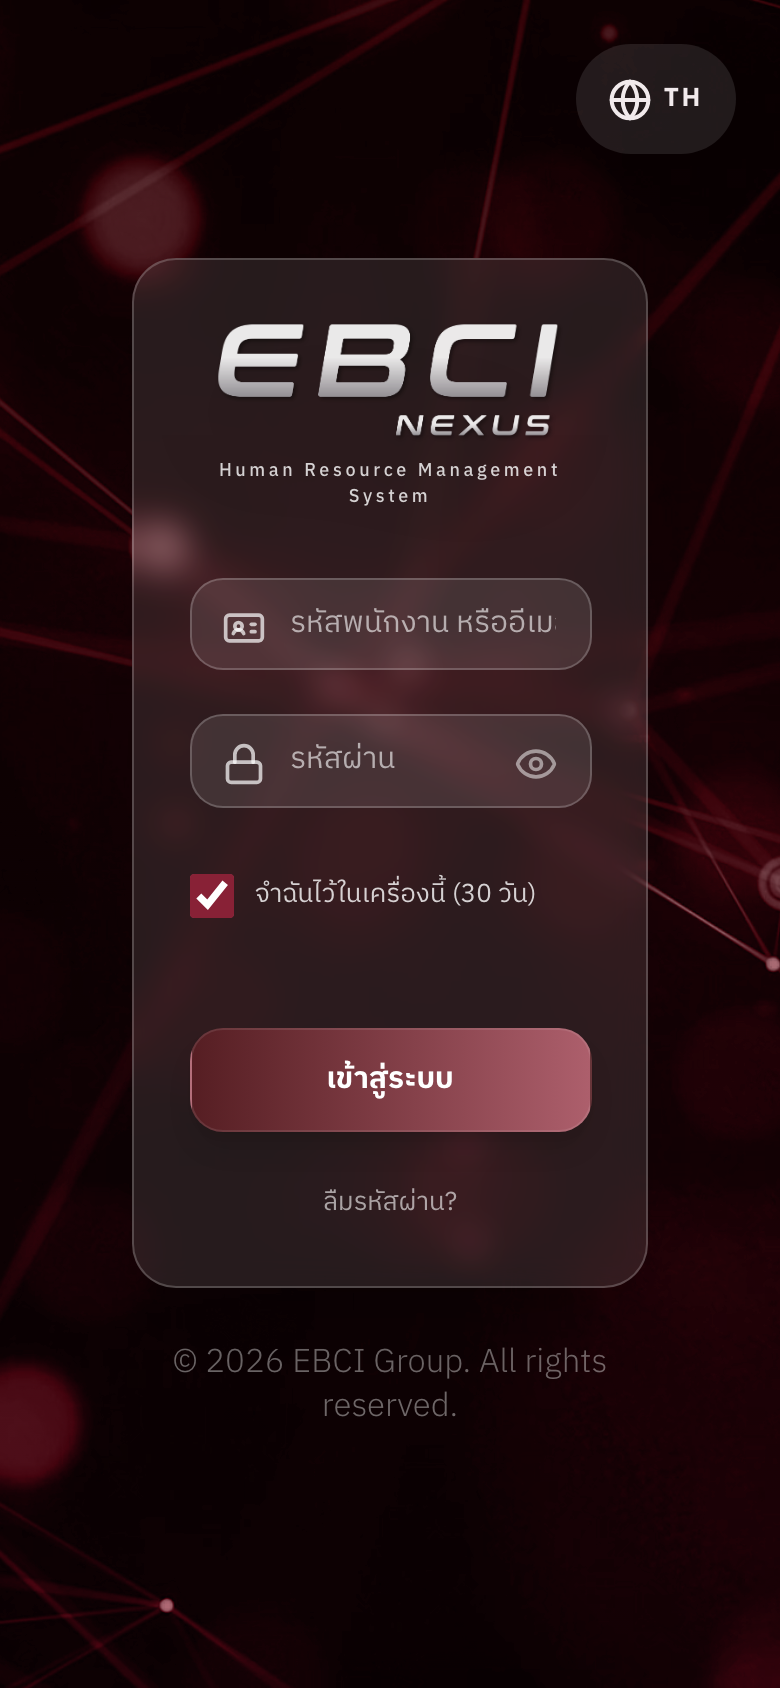 TH
EBCI
NEXUS
Human Resource Management
System
รหัสพนักงาน หรืออีเม
รหัสผ่าน
จำฉันไว้ในเครื่องนี้ (30 วัน)
เข้าสู่ระบบ
ลืมรหัสผ่าน?
© 2026 EBCI Group. All rights
reserved.